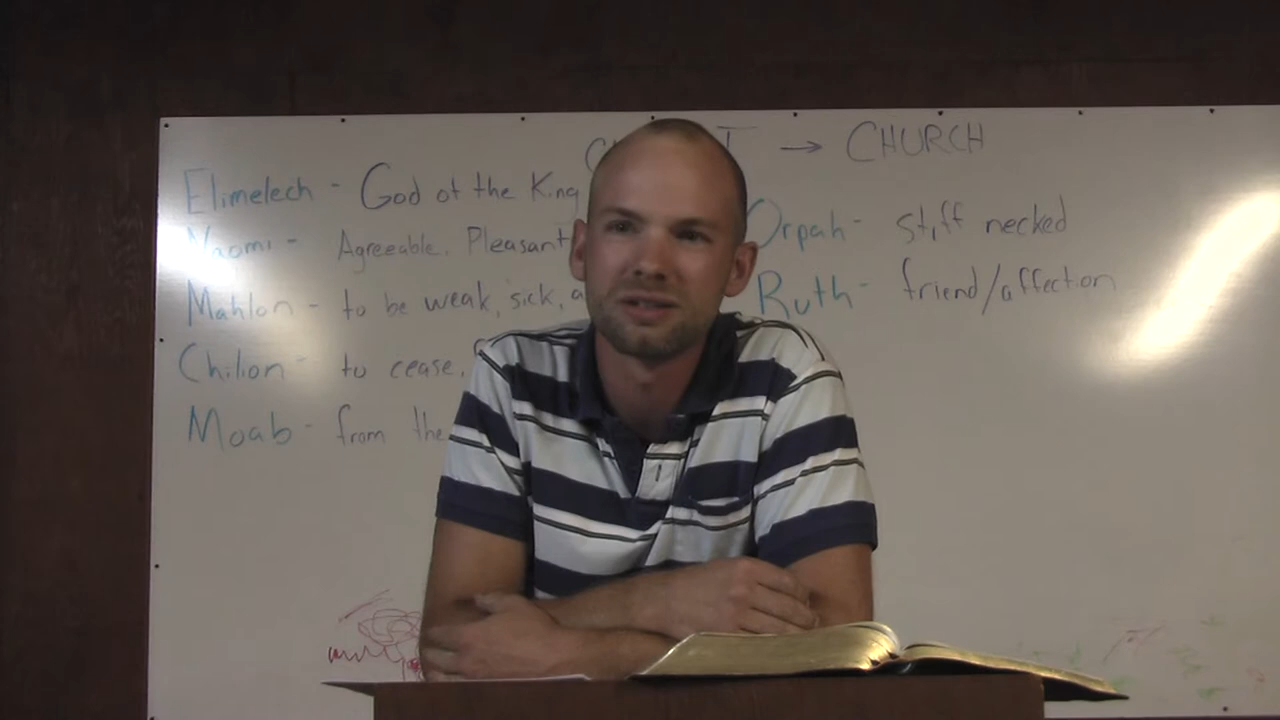 → CHURCH
Elimelech - God of the King
Naomi - Agreeable, Pleasant
Mahlon - to be weak, sick,
Chilion - to cease,
Moab - from the
Orpah - stiff necked
Ruth - friend/affection